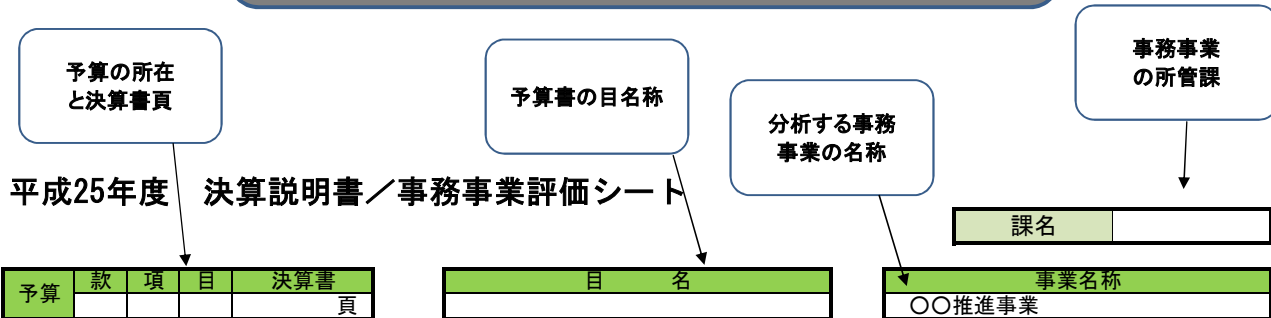 予算の所在
と決算書頁
予算書の目名称
分析する事務
事業の名称
事務事業
の所管課
平成25年度　決算説明書／事務事業評価シート
課名
予算　款　項　目　決算書
頁
目　名
事業名称
〇〇推進事業